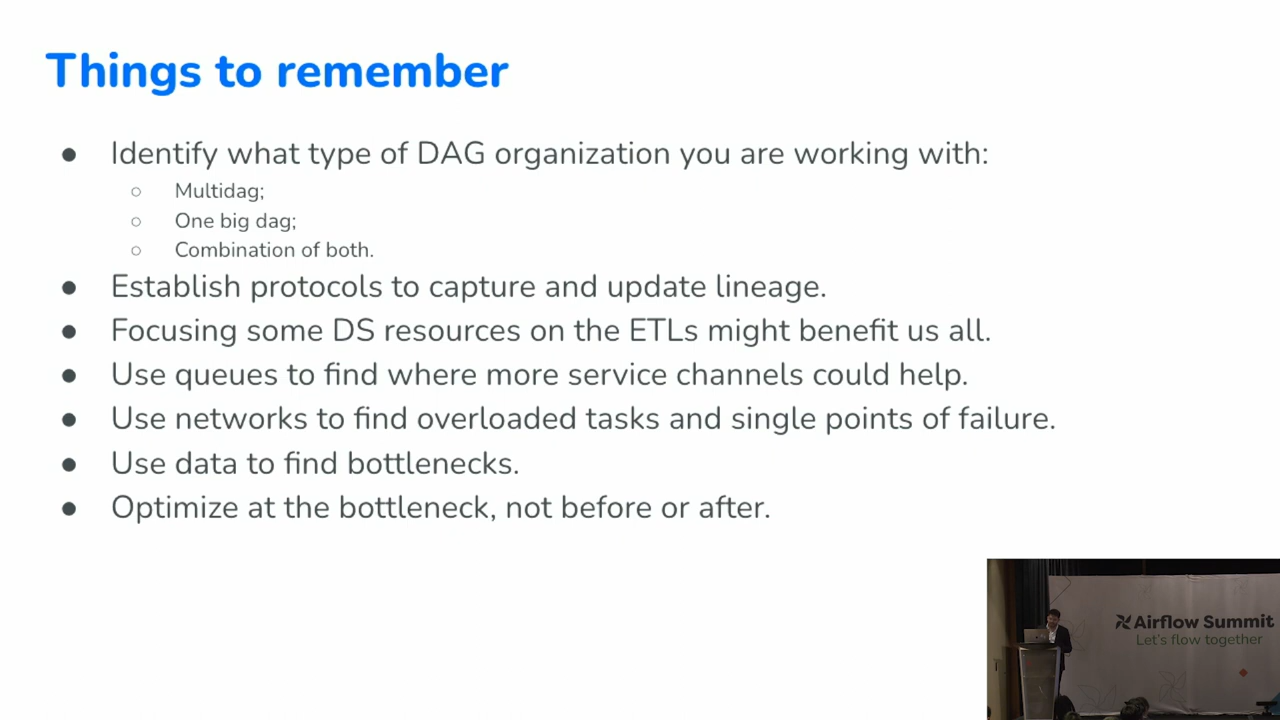 Things to remember
● Identify what type of DAG organization you are working with:
○ Multidag;
○ One big dag;
○ Combination of both.
● Establish protocols to capture and update lineage.
● Focusing some DS resources on the ETLs might benefit us all.
● Use queues to find where more service channels could help.
● Use networks to find overloaded tasks and single points of failure.
● Use data to find bottlenecks.
● Optimize at the bottleneck, not before or after.
Airflow Summit
Let's flow together